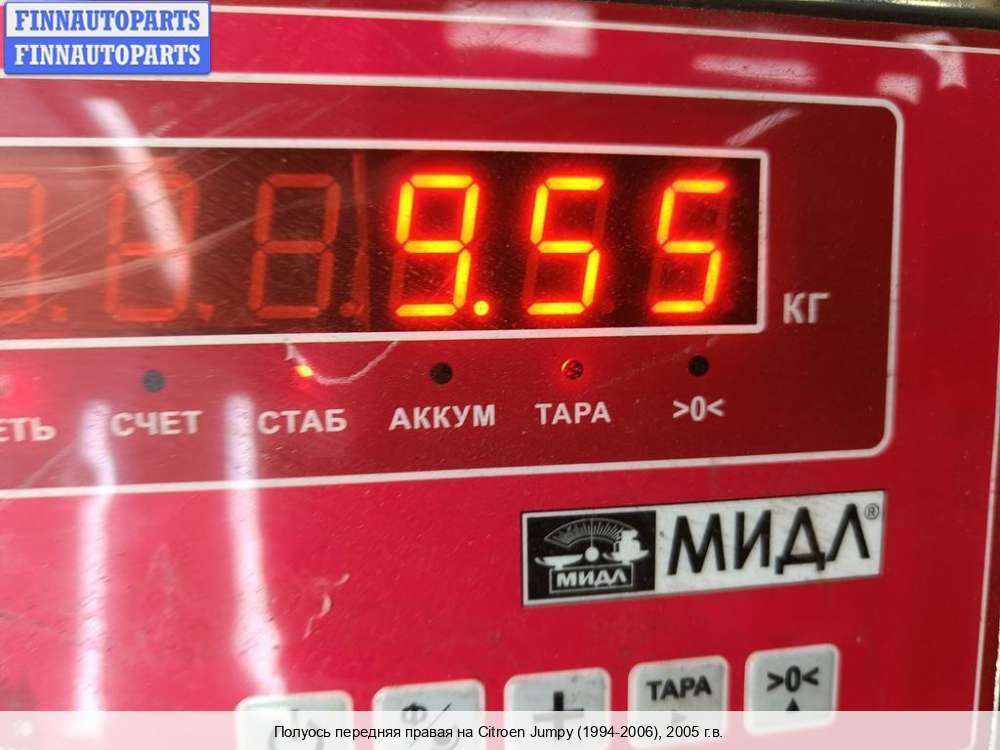 FINNAUTOPARTS
FINNAUTOPARTS
9.55
КГ
СЧЕТ СТАБ АККУМ ТАРА >0<
МИДЛ МИДЛ®
ТАРА >0<
Полуось передняя правая на Citroen Jumpy (1994-2006), 2005 г.в.